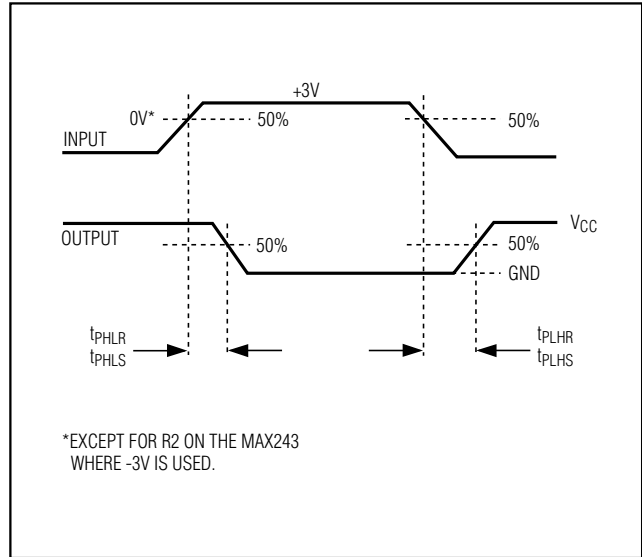 +3V
0V*
50%
50%
INPUT
VCC
OUTPUT
50%
50%
GND
tPHLR
tPHLS
tPLHR
tPLHS
*EXCEPT FOR R2 ON THE MAX243
WHERE -3V IS USED.